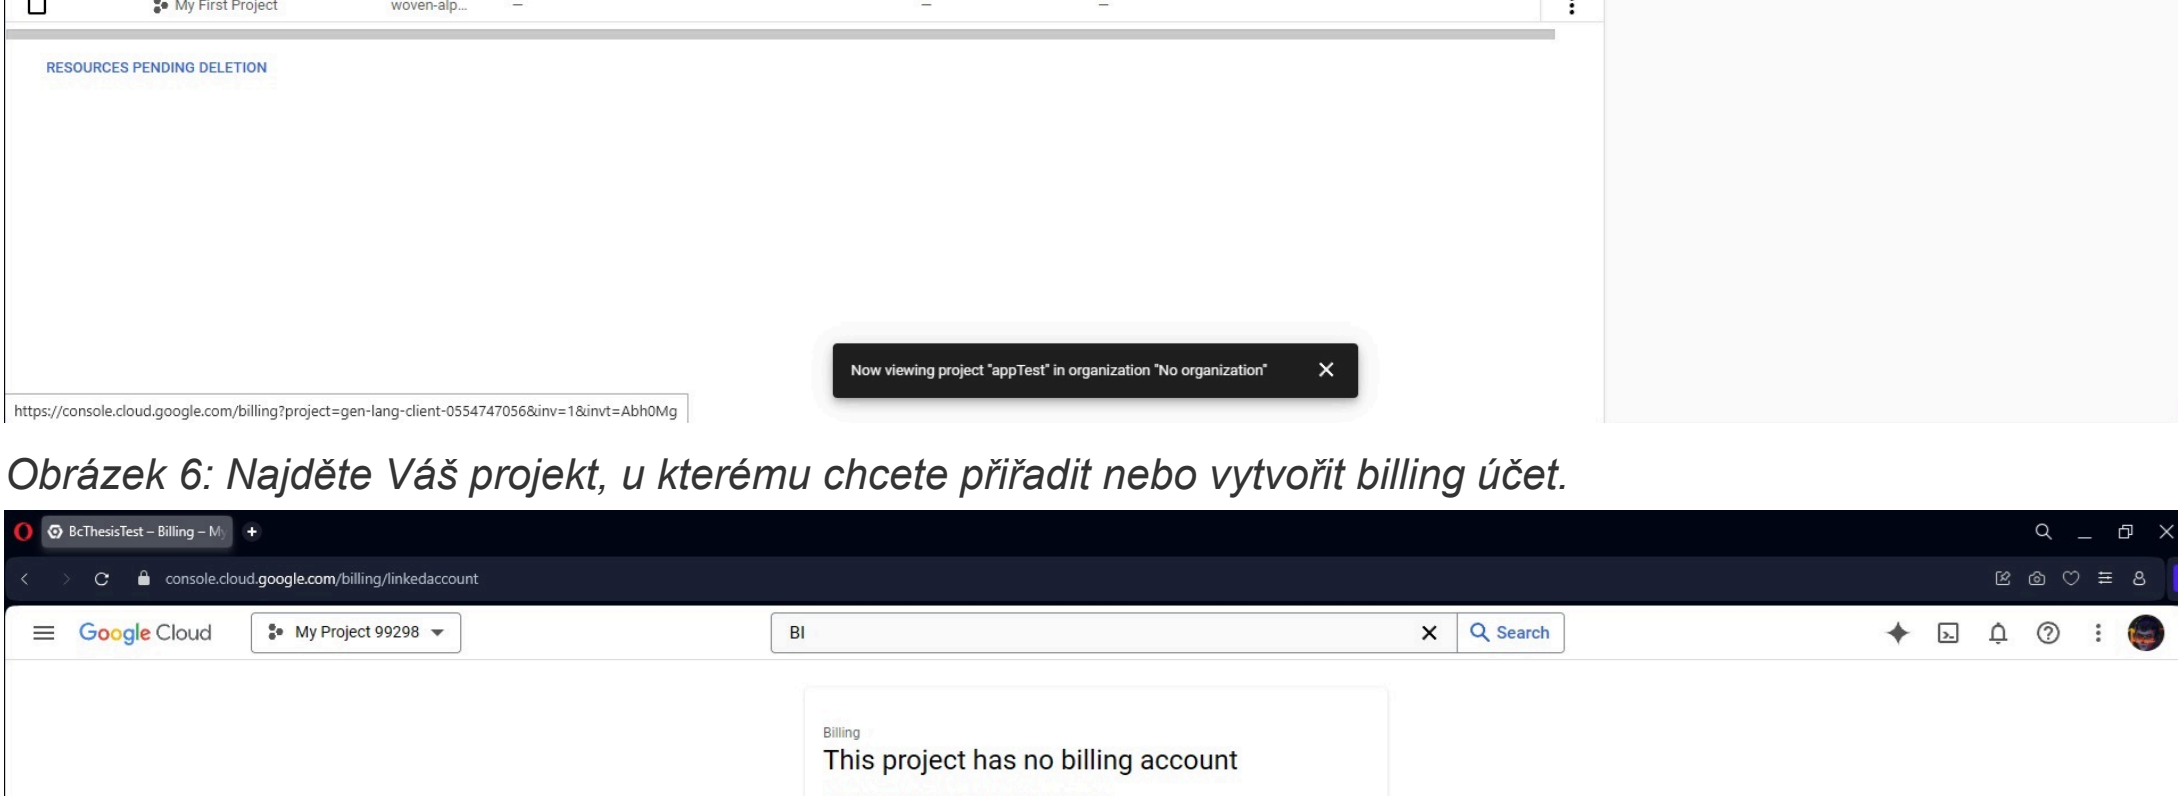 My First Project woven-alp... — — —
RESOURCES PENDING DELETION
Now viewing project "appTest" in organization "No organization"
https://console.cloud.google.com/billing?project=gen-lang-client-0554747056&inv=1&invt=Abh0Mg
Obrázek 6: Najděte Váš projekt, u kterému chcete přiřadit nebo vytvořit billing účet.
BcThesisTest – Billing – My
console.cloud.google.com/billing/linkedaccount
Google Cloud My Project 99298 BI Search
Billing
This project has no billing account